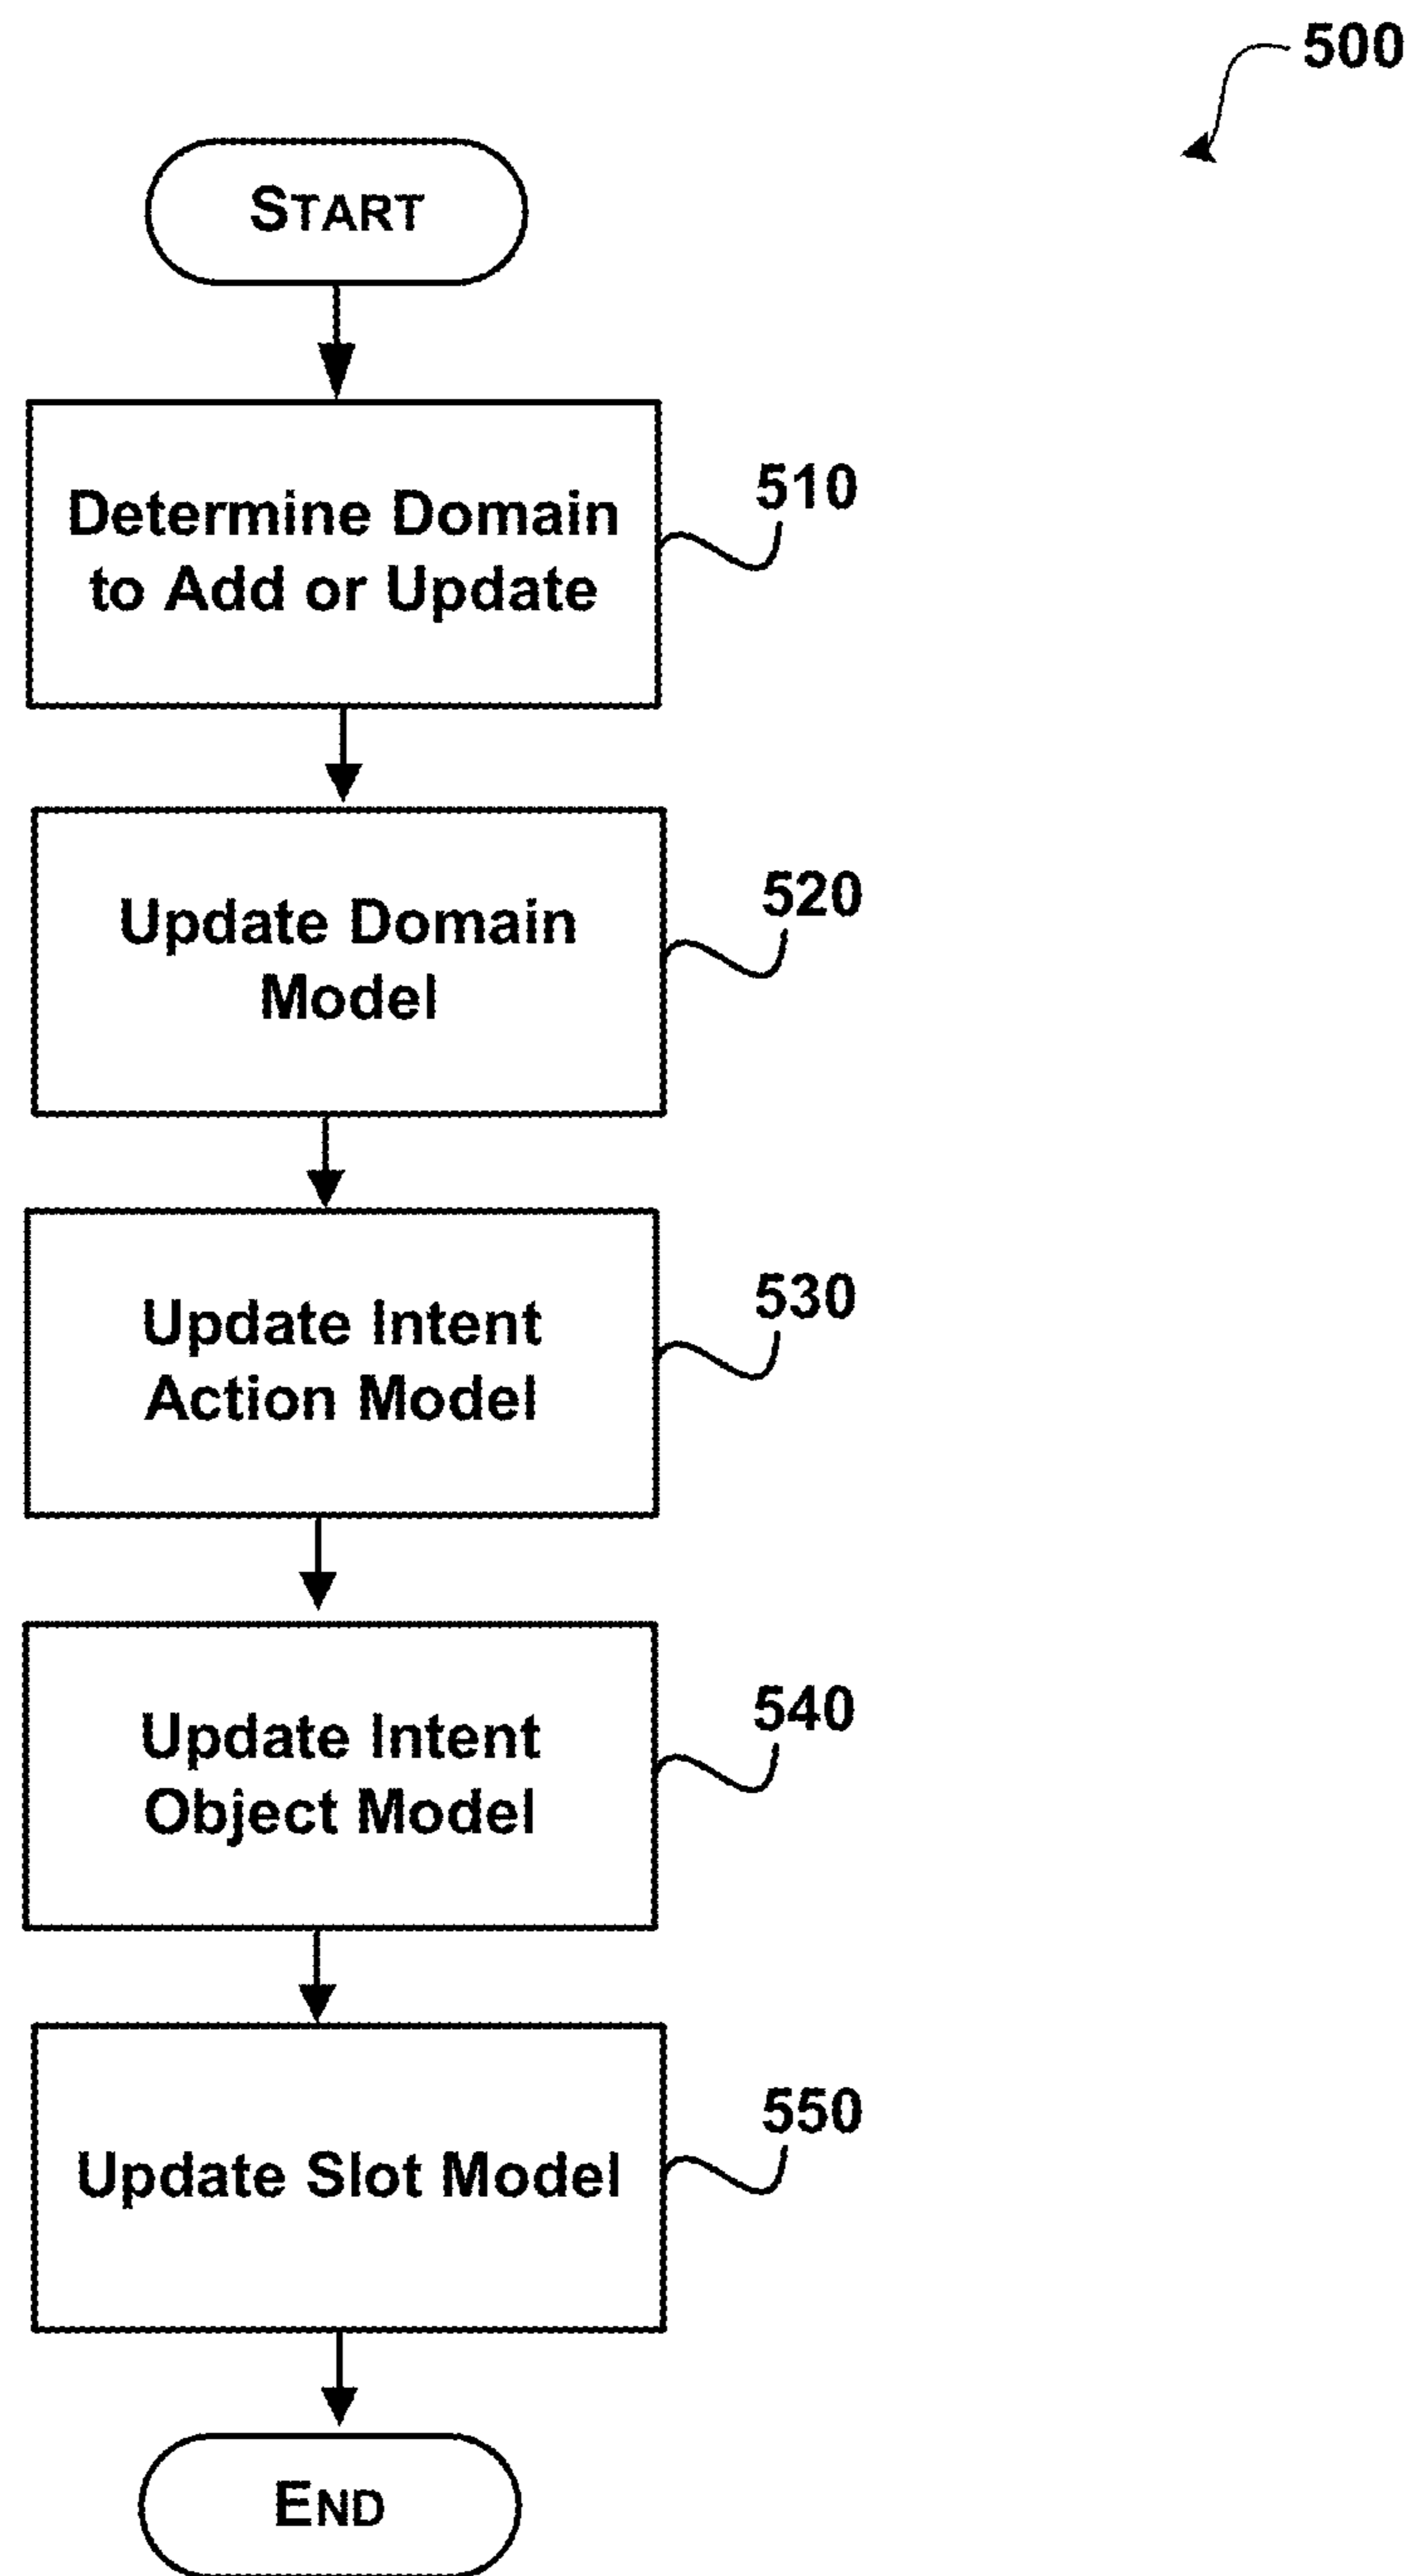 500
START
Determine Domain
to Add or Update
510
Update Domain
Model
520
Update Intent
Action Model
530
Update Intent
Object Model
540
Update Slot Model
550
END